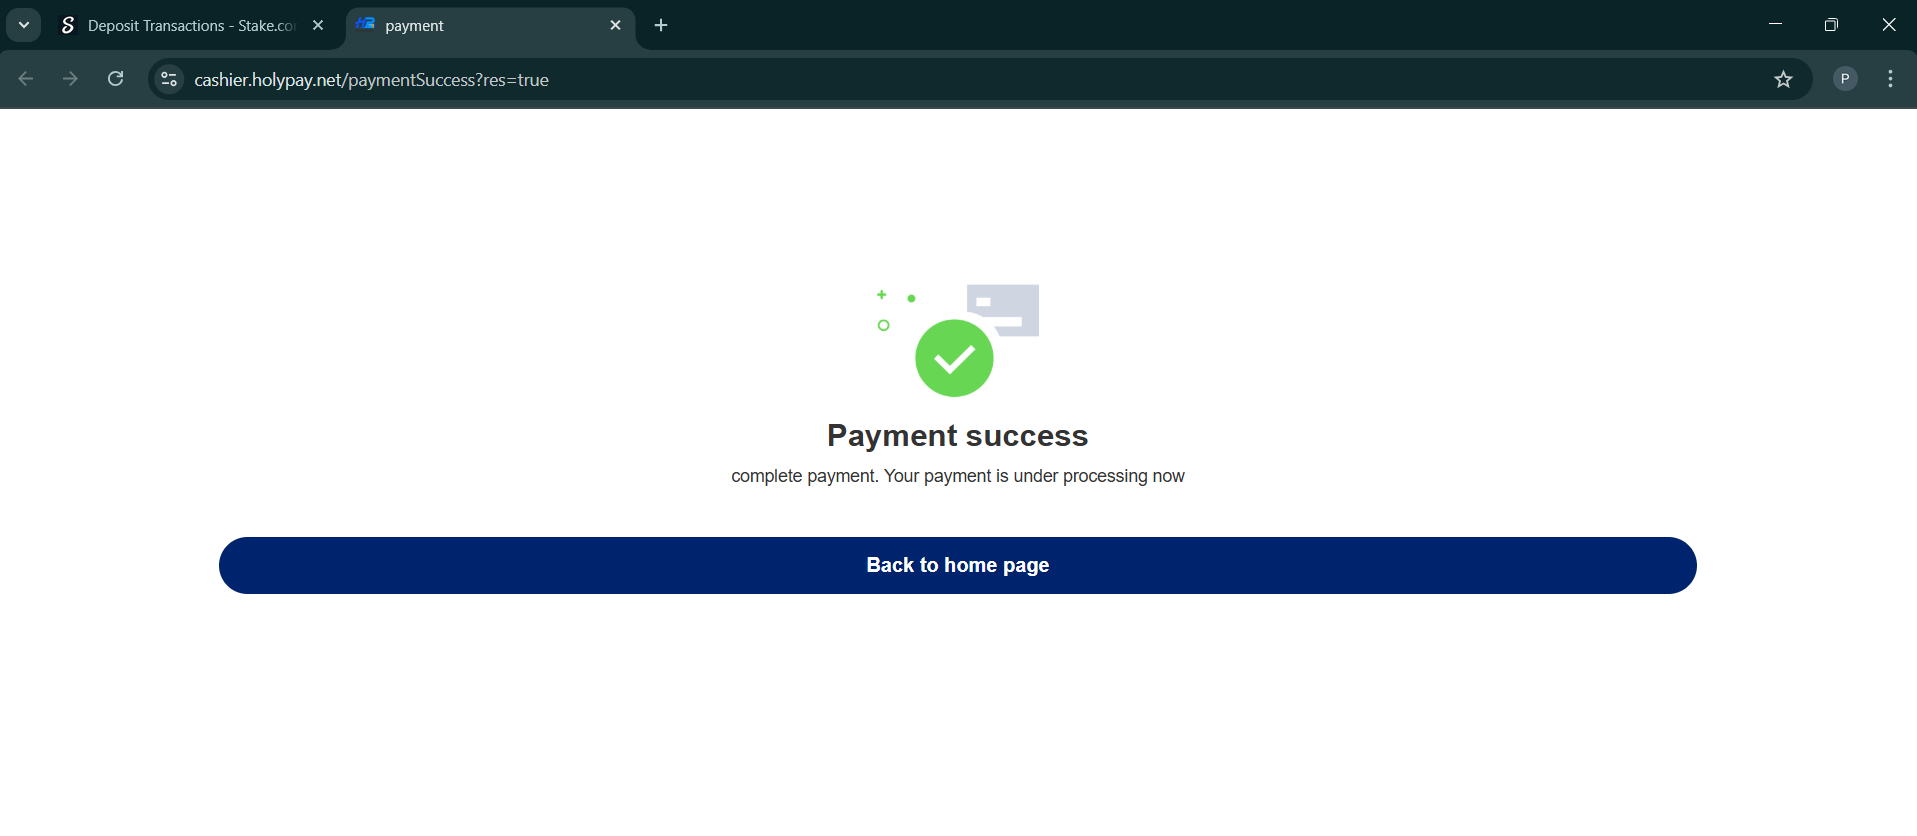 Deposit Transactions - Stake.co
payment
cashier.holypay.net/paymentSuccess?res=true
P
Payment success
complete payment. Your payment is under processing now
Back to home page